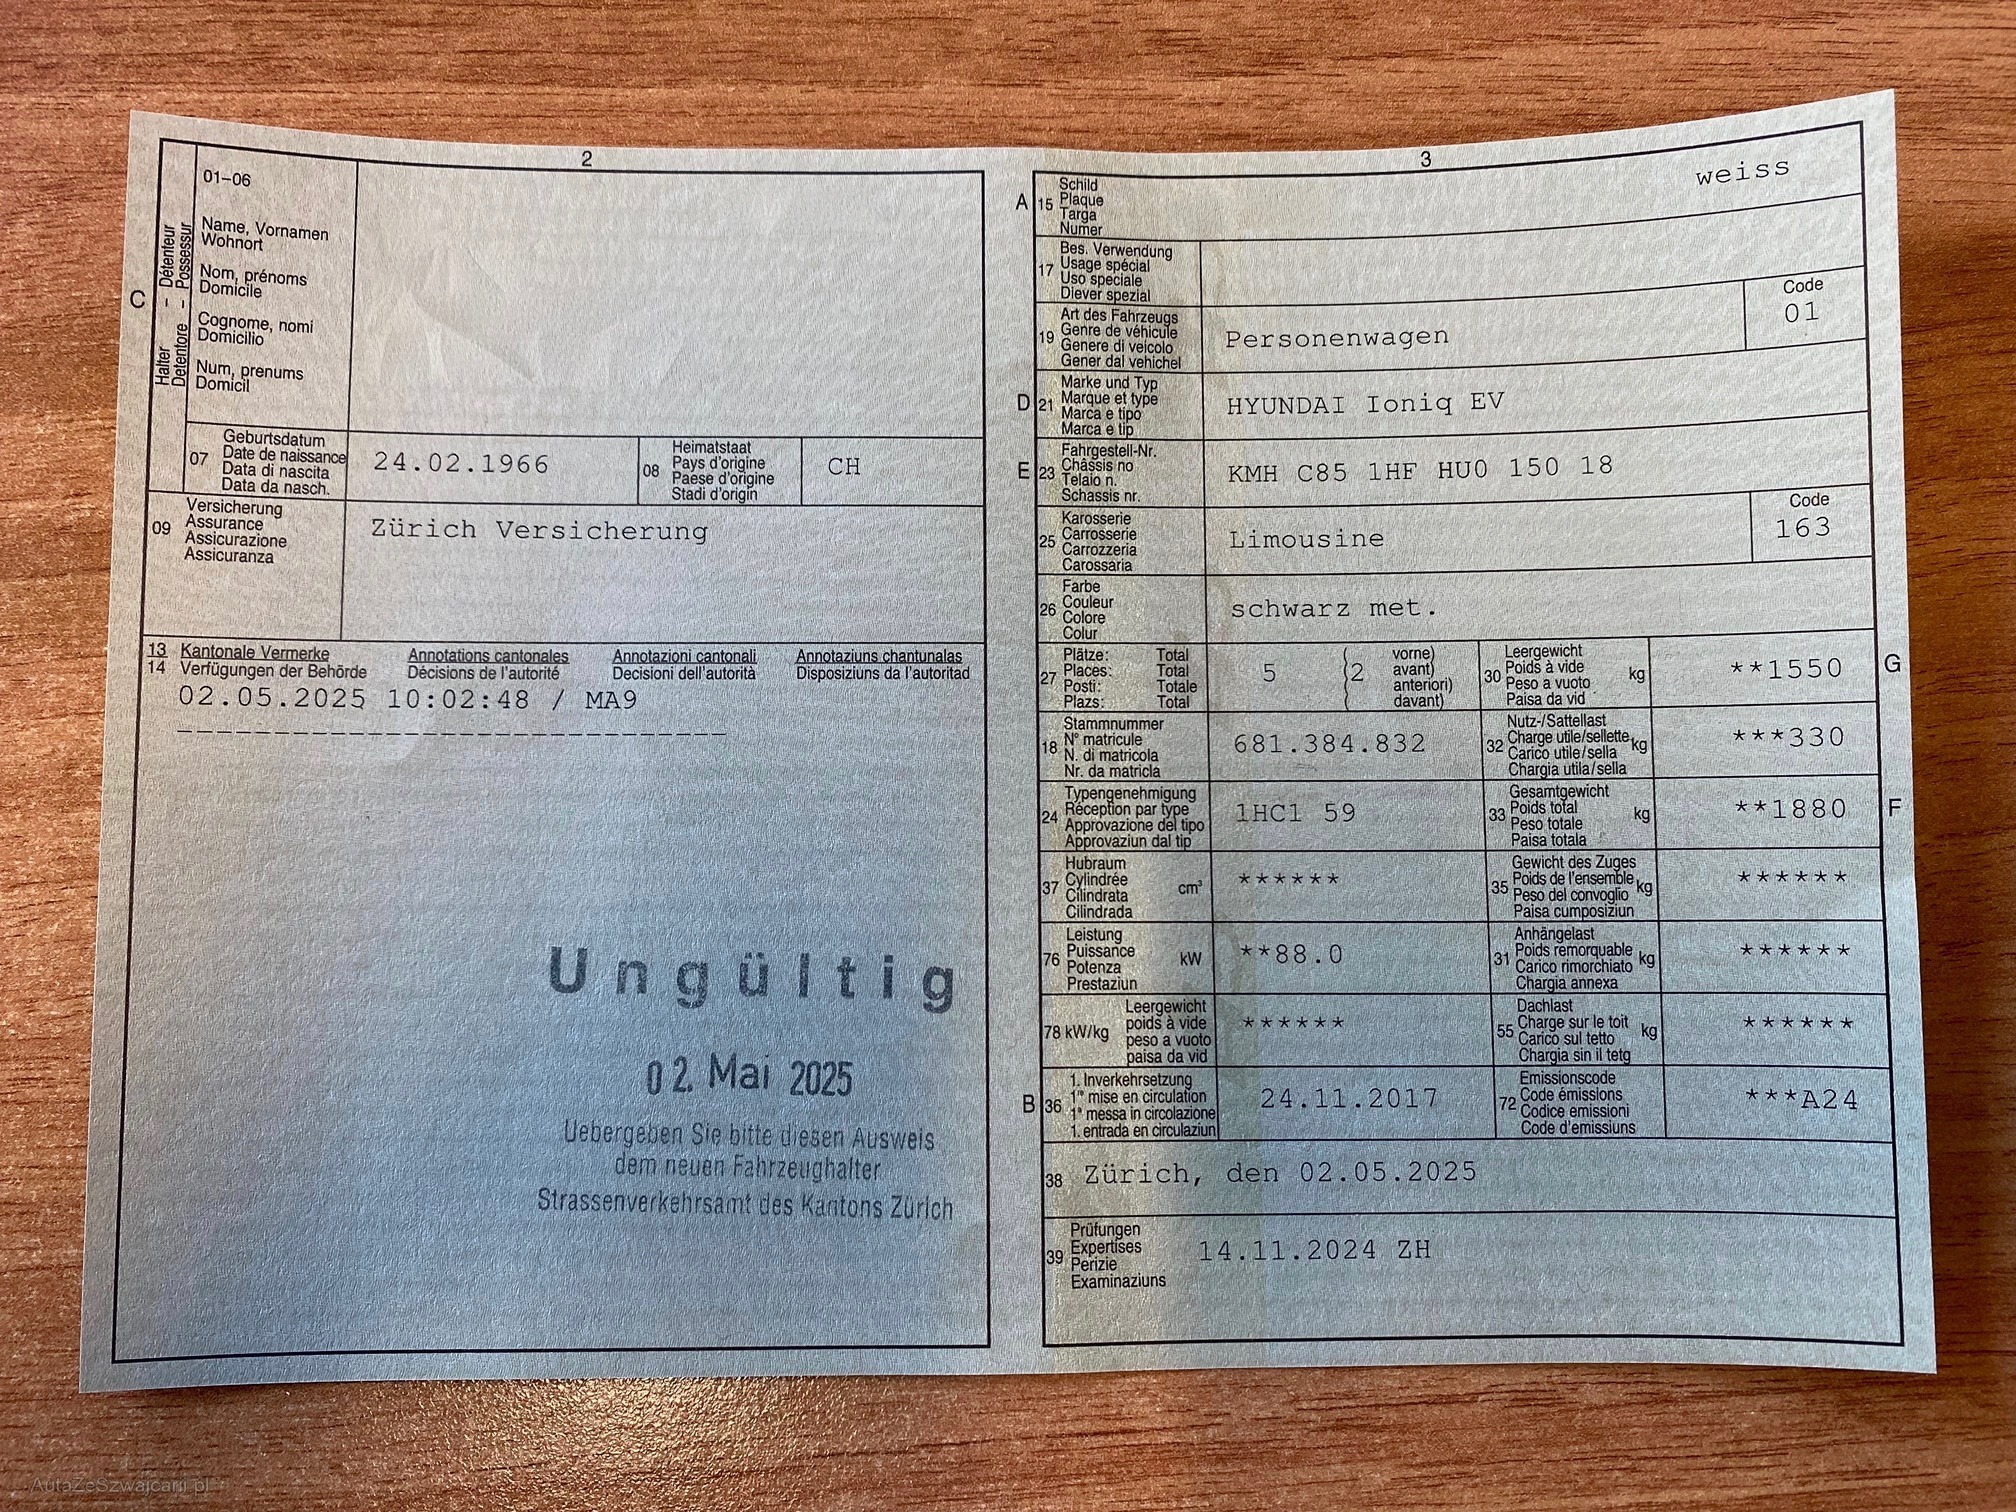 2
C
Halter - Détenteur
Detentore - Possessur
01–06
Name, Vornamen
Wohnort
Nom, prénoms
Domicile
Cognome, nomi
Domicilio
Num, prenums
Domicil
07
Geburtsdatum
Date de naissance
Data di nascita
Data da nasch.
24.02.1966
08
Heimatstaat
Pays d'origine
Paese d'origine
Stadi d'origin
CH
09
Versicherung
Assurance
Assicurazione
Assicuranza
Zürich Versicherung
13 Kantonale Vermerke Annotations cantonales Annotazioni cantonali Annotaziuns chantunalas
14 Verfügungen der Behörde Décisions de l'autorité Decisioni dell'autorità Disposiziuns da l'autoritad
02.05.2025 10:02:48 / MA9
Ungültig
02. Mai 2025
Uebergeben Sie bitte diesen Ausweis
dem neuen Fahrzeughalter
Strassenverkehrsamt des Kantons Zürich
3
A 15
Schild
Plaque
Targa
Numer
weiss
17
Bes. Verwendung
Usage spécial
Uso speciale
Diever spezial
19
Art des Fahrzeugs
Genre de véhicule
Genere di veicolo
Gener dal vehichel
Personenwagen
Code
01
D 21
Marke und Typ
Marque et type
Marca e tipo
Marca e tip
HYUNDAI Ioniq EV
E 23
Fahrgestell-Nr.
Châssis no
Telaio n.
Schassis nr.
KMH C85 1HF HU0 150 18
25
Karosserie
Carrosserie
Carrozzeria
Carossaria
Limousine
Code
163
26
Farbe
Couleur
Colore
Colur
schwarz met.
27
Plätze: Total
Places: Total
Posti: Totale
Plazs: Total
5 (2
vorne)
avant)
anteriori)
davant)
30
Leergewicht
Poids à vide
Peso a vuoto
Paisa da vid
kg
**1550
G
18
Stammnummer
N° matricule
N. di matricola
Nr. da matricla
681.384.832
32
Nutz-/Sattellast
Charge utile/sellette
Carico utile/sella
Chargia utila/sella
kg
***330
24
Typengenehmigung
Réception par type
Approvazione del tipo
Approvaziun dal tip
1HC1 59
33
Gesamtgewicht
Poids total
Peso totale
Paisa totala
kg
**1880
F
37
Hubraum
Cylindrée
Cilindrata
Cilindrada
cm³
******
35
Gewicht des Zuges
Poids de l'ensemble
Peso del convoglio
Paisa cumposiziun
kg
******
76
Leistung
Puissance
Potenza
Prestaziun
kW
**88.0
31
Anhängelast
Poids remorquable
Carico rimorchiato
Chargia annexa
kg
******
78 kW/kg
Leergewicht
poids à vide
peso a vuoto
paisa da vid
******
55
Dachlast
Charge sur le toit
Carico sul tetto
Chargia sin il tetg
kg
******
B 36
1. Inverkehrsetzung
1re mise en circulation
1a messa in circolazione
1. entrada en circulaziun
24.11.2017
72
Emissionscode
Code émissions
Codice emissioni
Code d'emissiuns
***A24
38 Zürich, den 02.05.2025
39
Prüfungen
Expertises
Perizie
Examinaziuns
14.11.2024 ZH
AutaZeSzwajcarii.pl